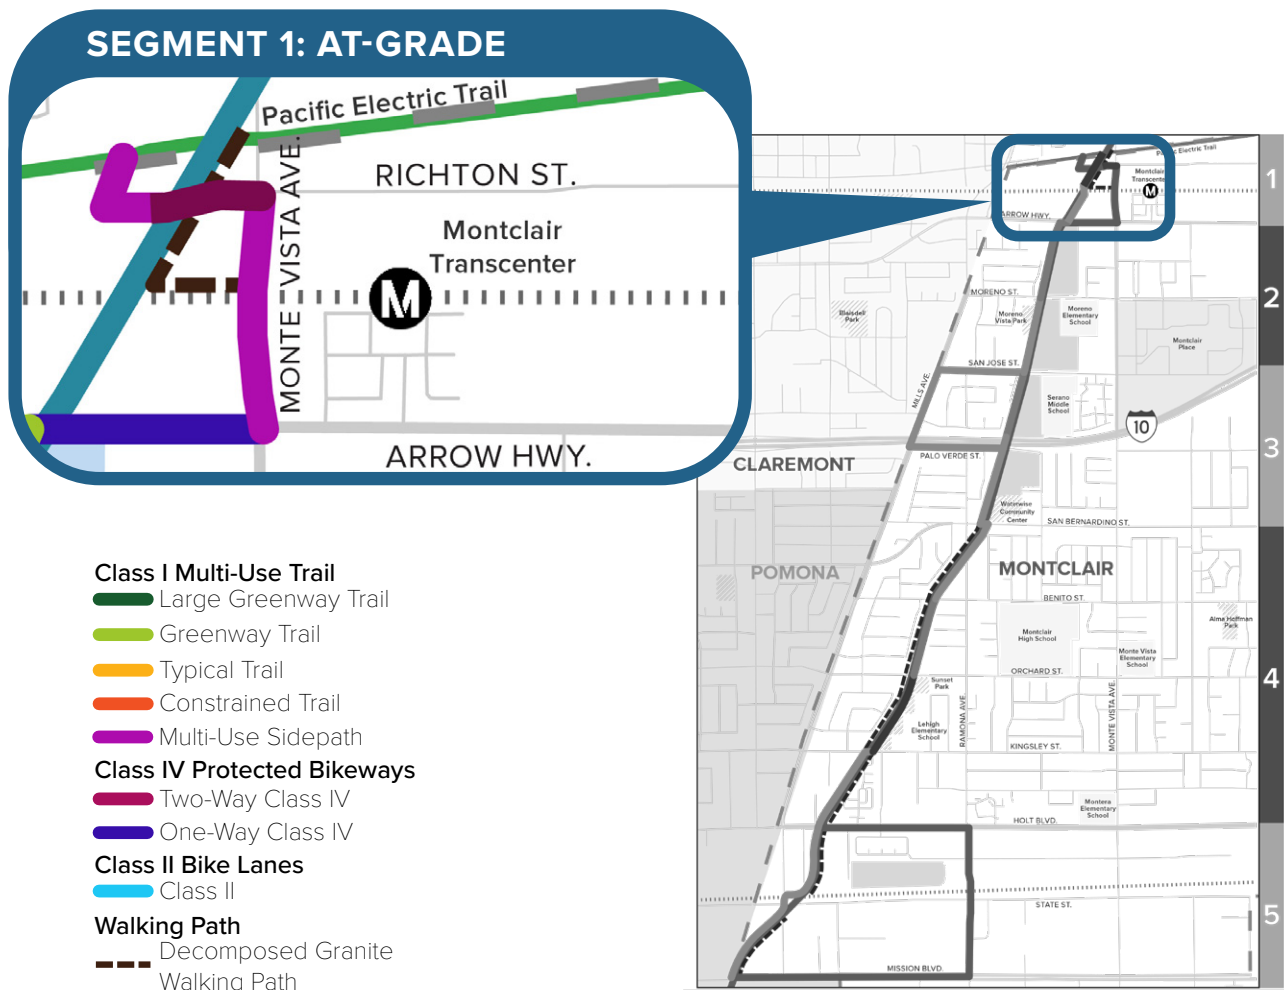 SEGMENT 1: AT-GRADE
Pacific Electric Trail
RICHTON ST.
MONTE VISTA AVE.
Montclair
Transcenter
M
ARROW HWY.
Class I Multi-Use Trail
Large Greenway Trail
Greenway Trail
Typical Trail
Constrained Trail
Multi-Use Sidepath
Class IV Protected Bikeways
Two-Way Class IV
One-Way Class IV
Class II Bike Lanes
Class II
Walking Path
Decomposed Granite
Walking Path
Pacific Electric Trail
Montclair
Transcenter
M
ARROW HWY.
1
MORENO ST.
Blaisdell
Park
Moreno
Vista Park
Moreno
Elementary
School
Montclair
Place
2
SAN JOSE ST.
MILLS AVE.
Serano
Middle
School
10
PALO VERDE ST.
CLAREMONT
3
Waterwise
Community
Center
SAN BERNARDINO ST.
POMONA
MONTCLAIR
BENITO ST.
Alma Hoffman
Park
Montclair
High School
Monte Vista
Elementary
School
ORCHARD ST.
4
Sunset
Park
Lehigh
Elementary
School
RAMONA AVE.
MONTE VISTA AVE.
KINGSLEY ST.
Montera
Elementary
School
HOLT BLVD.
STATE ST.
5
MISSION BLVD.